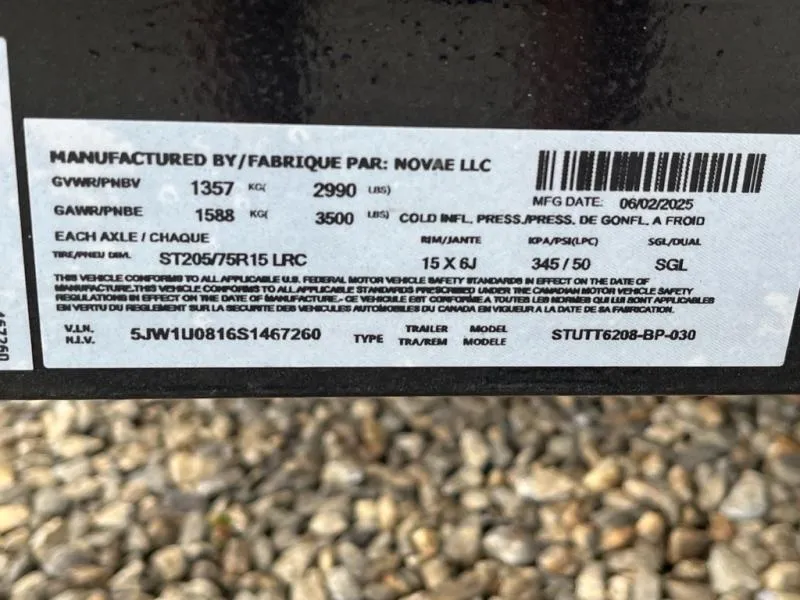 MANUFACTURED BY/FABRIQUE PAR: NOVAE LLC
MFG DATE: 06/02/2025
GVWR/PNBV 1357 KG( 2990 LBS)
GAWR/PNBE 1588 KG( 3500 LBS) COLD INFL. PRESS./PRESS. DE GONFL. A FROID
EACH AXLE / CHAQUE RIM/JANTE KPA/PSI(LPC) SGL/DUAL
TIRE/PNEU DIM. ST205/75R15 LRC 15 X 6J 345 / 50 SGL
THIS VEHICLE CONFORMS TO ALL APPLICABLE U.S. FEDERAL MOTOR VEHICLE SAFETY STANDARDS IN EFFECT ON THE DATE OF
MANUFACTURE.THIS VEHICLE CONFORMS TO ALL APPLICABLE STANDARDS PRESCRIBED UNDER THE CANADIAN MOTOR VEHICLE SAFETY
REGULATIONS IN EFFECT ON THE DATE OF MANUFACTURE.- CE VEHICULE EST CONFORME A TOUTES LES NORMES QUI LUI SONT APPLICABLES
EN VERTU DU REGLEMENT SUR LA SECURITE DES VEHICULES AUTOMOBILES DU CANADA EN VIGUEUR A LA DATE DE SA FABRICATION.
V.I.N. 5JW1U0816S1467260 TYPE TRAILER MODEL STUTT6208-BP-030
N.I.V. TRA/REM MODELE
467260